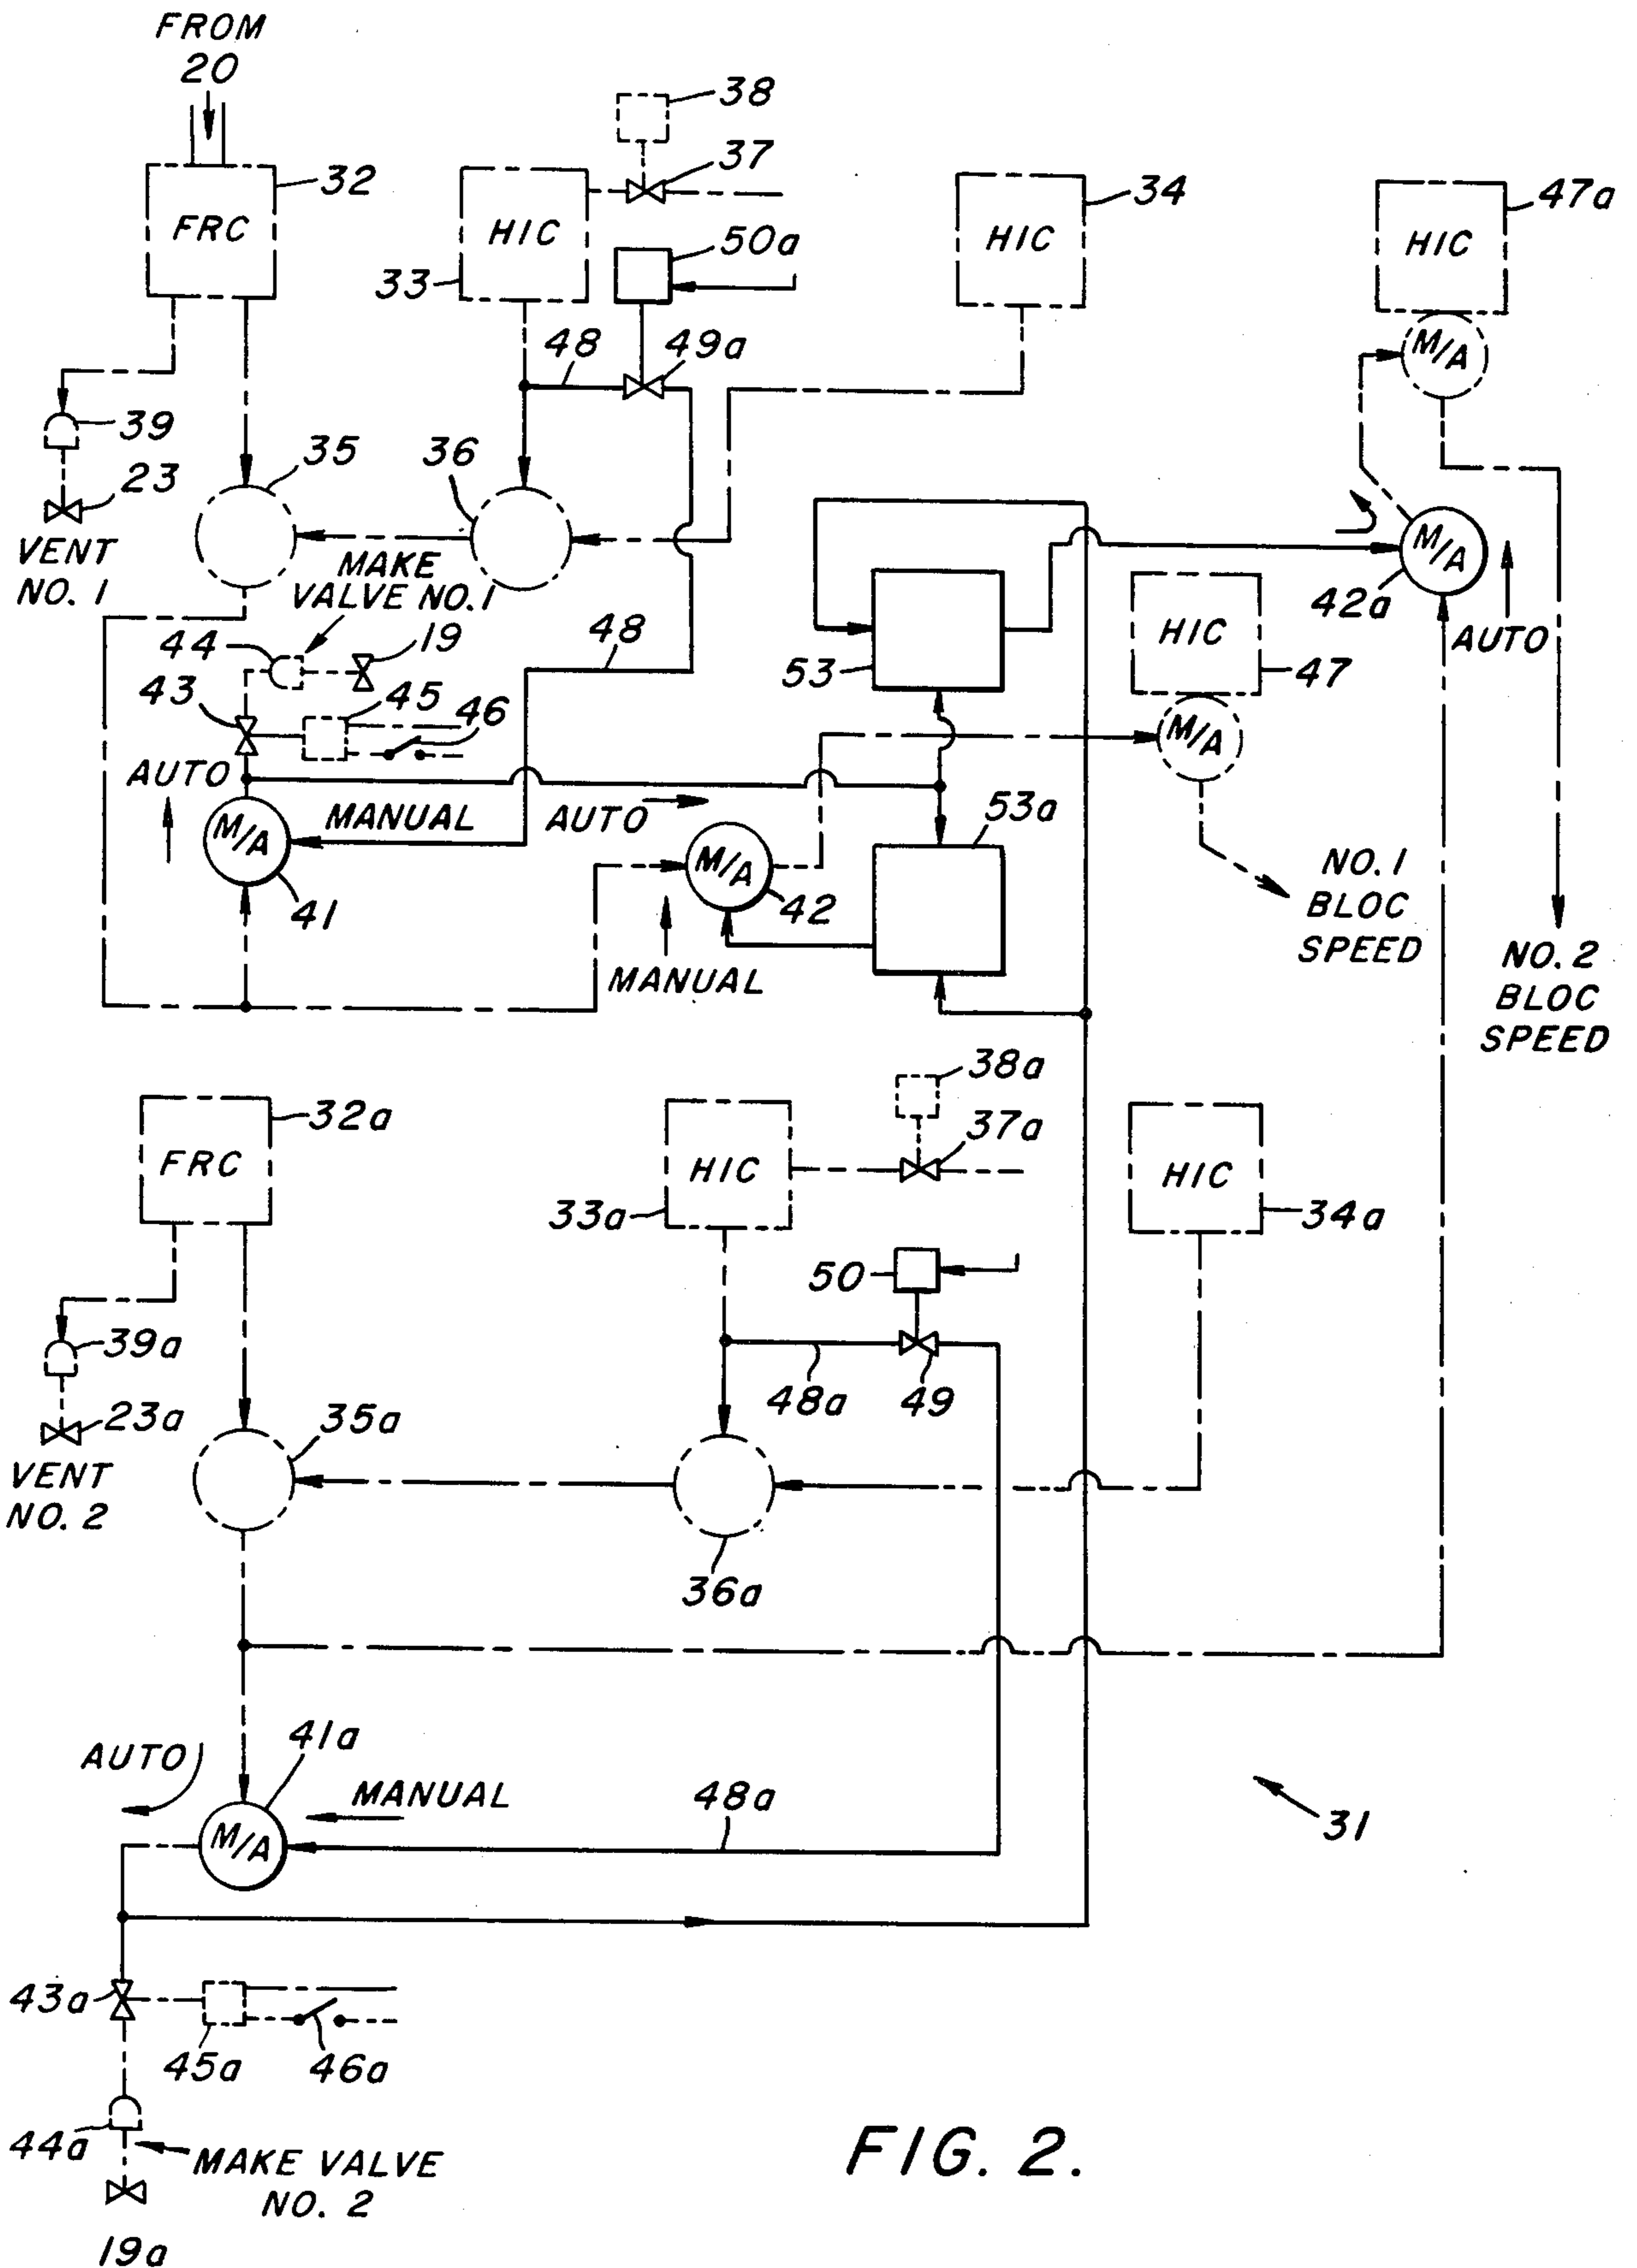 FROM
20
38
37
32
FRC
HIC
33
50a
34
HIC
47a
HIC
M/A
48
49a
39
23
VENT
NO. 1
35
36
MAKE
VALVE NO. 1
44
19
43
45
46
48
53
HIC
47
M/A
M/A
42a
AUTO
AUTO
MANUAL
AUTO
M/A
41
M/A
42
53a
MANUAL
NO. 1
BLOC
SPEED
NO. 2
BLOC
SPEED
38a
37a
32a
FRC
HIC
33a
HIC
34a
50
39a
23a
VENT
NO. 2
35a
48a
49
36a
AUTO
41a
MANUAL
M/A
48a
31
43a
45a
46a
44a
MAKE VALVE
NO. 2
19a
FIG. 2.